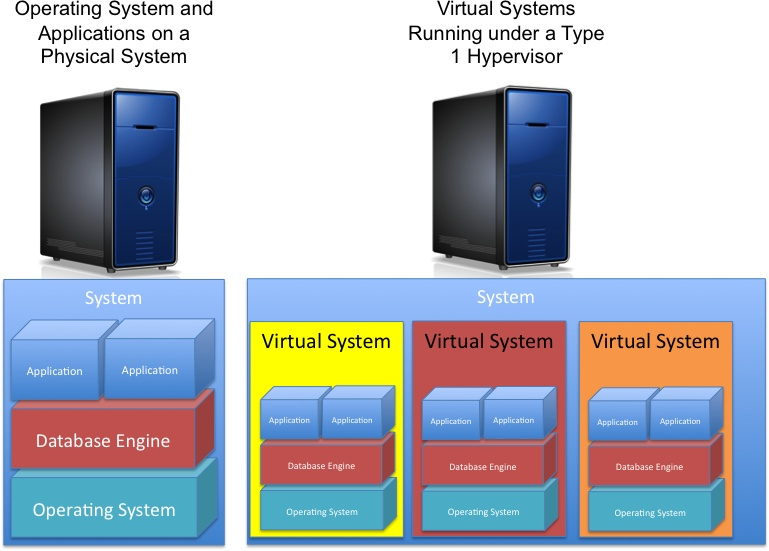 Operating System and
Applications on a
Physical System
Virtual Systems
Running under a Type
1 Hypervisor
System
Application
Application
Database Engine
Operating System
System
Virtual System
Application
Application
Database Engine
Operating System
Virtual System
Application
Application
Database Engine
Operating System
Virtual System
Application
Application
Database Engine
Operating System